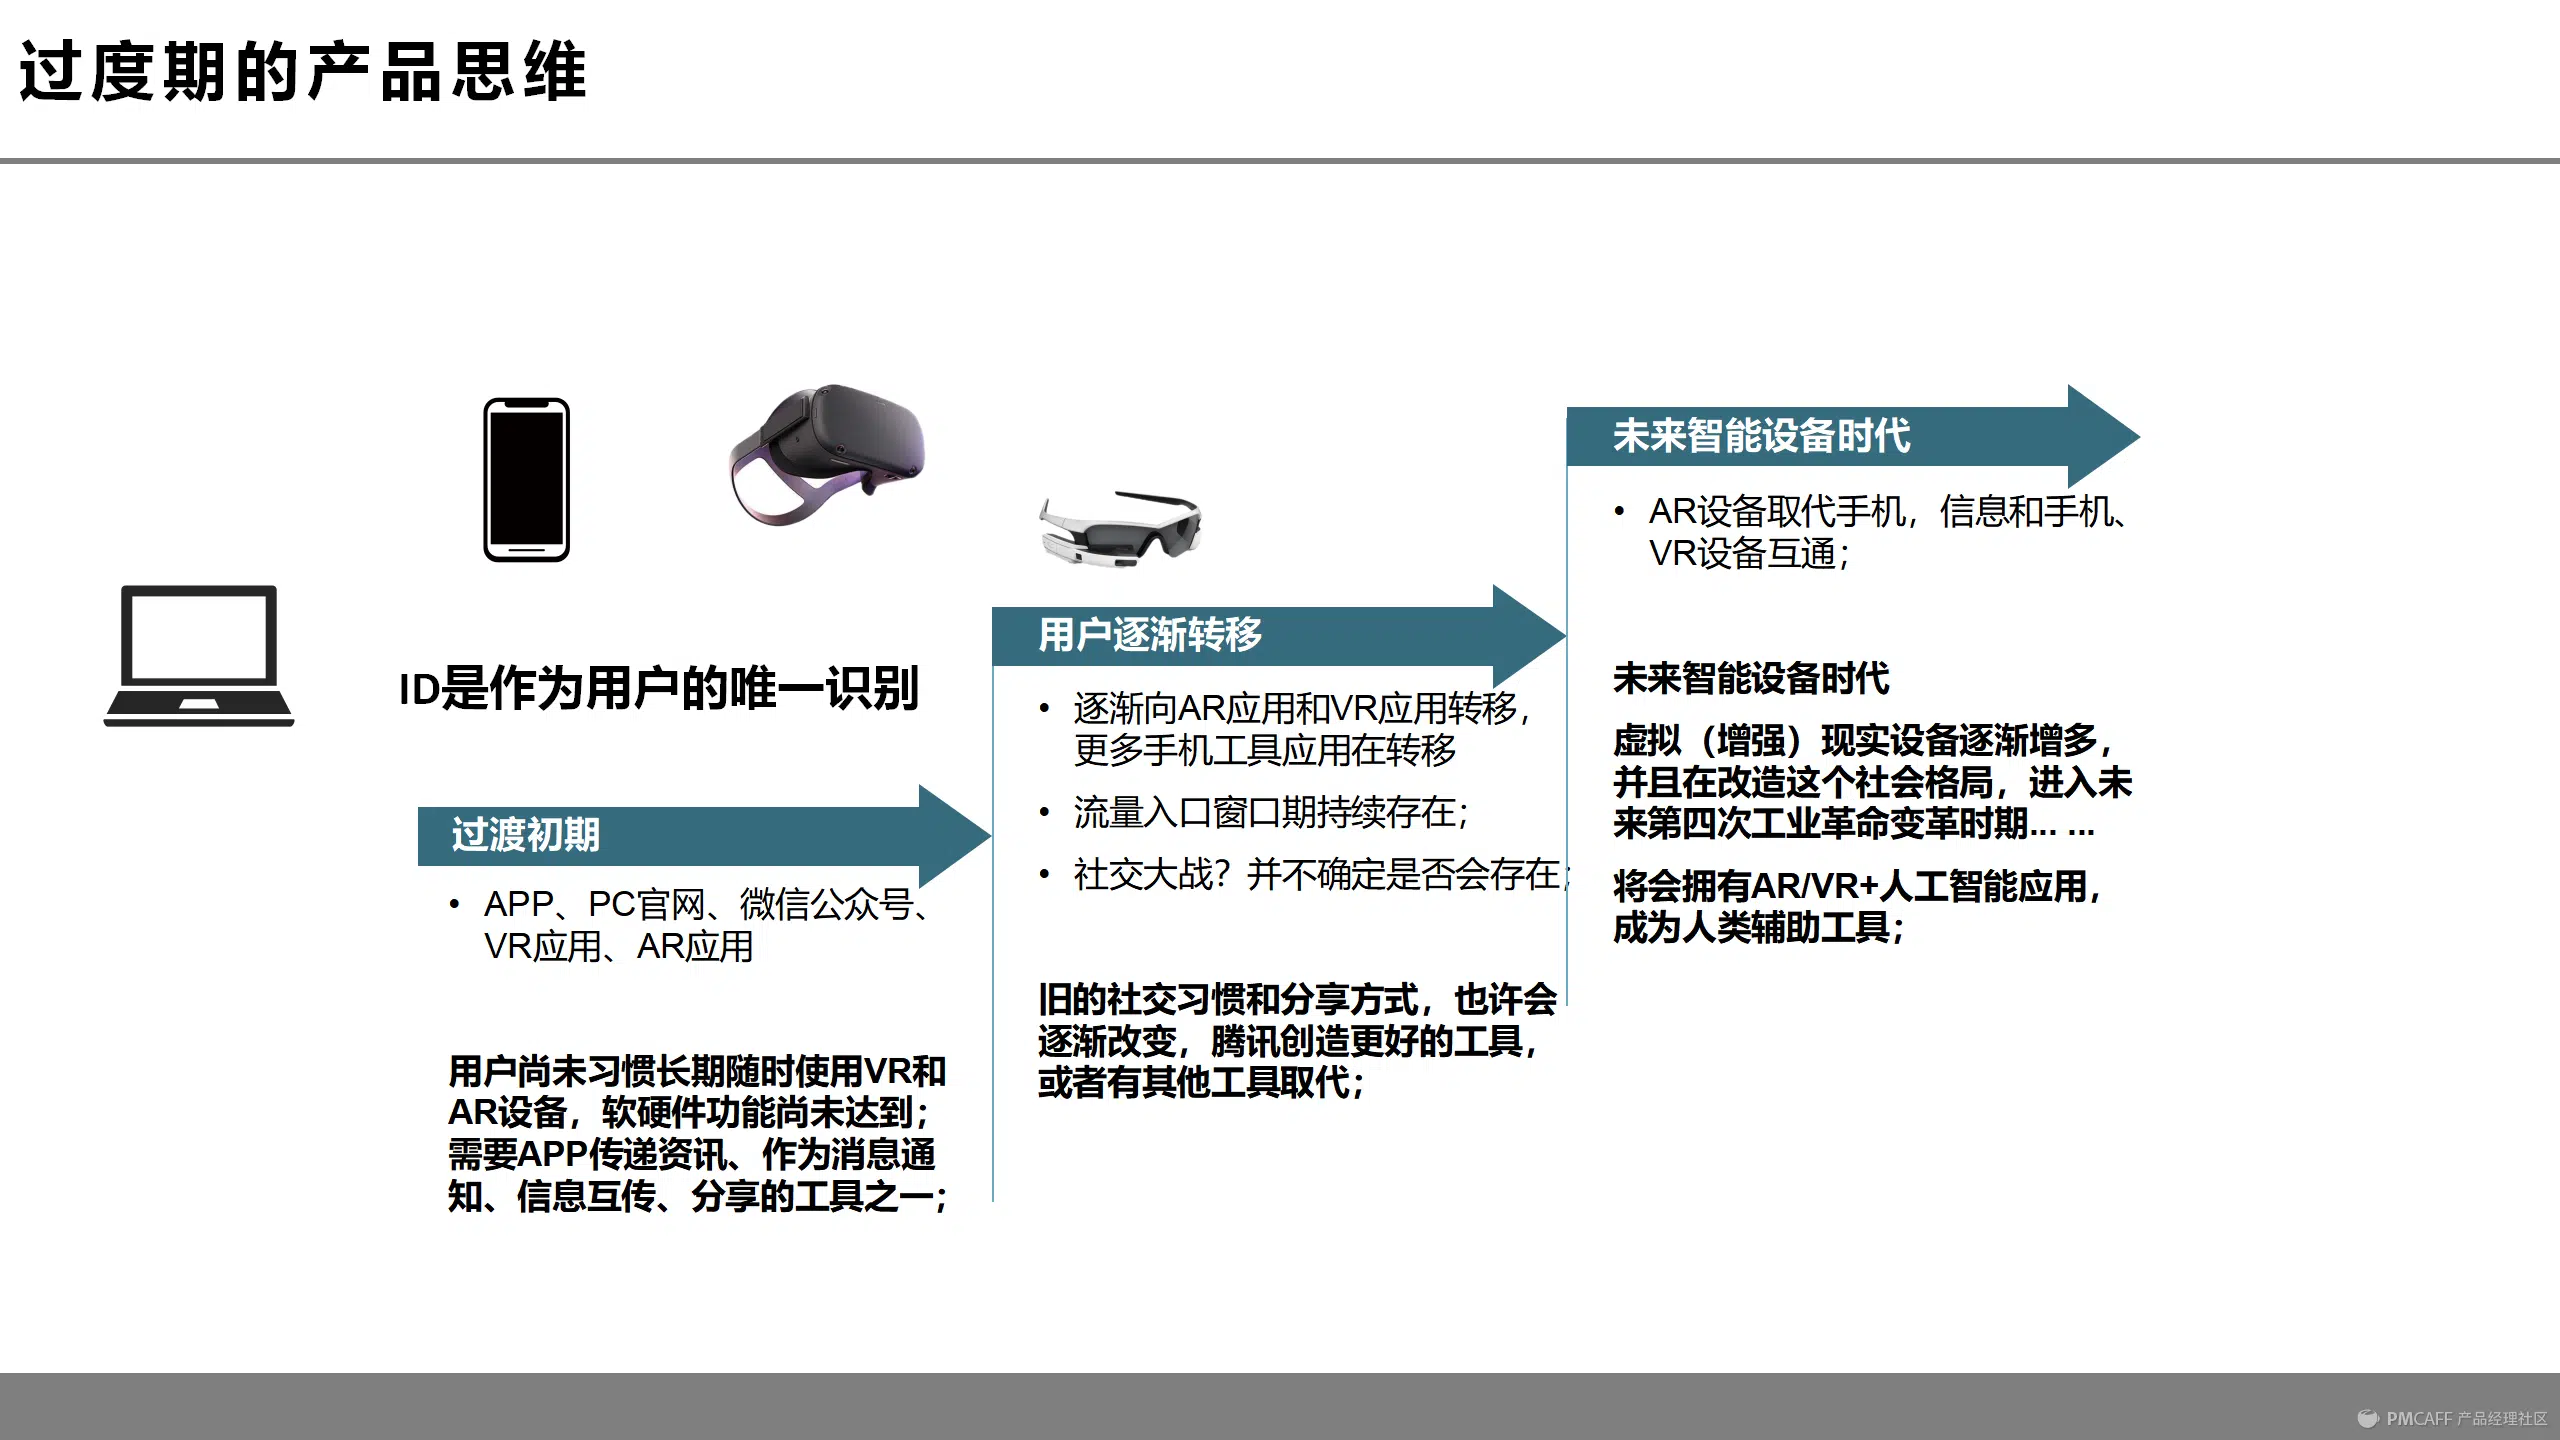 过度期的产品思维
ID是作为用户的唯一识别
过渡初期
• APP、PC官网、微信公众号、
VR应用、AR应用
用户尚未习惯长期随时使用VR和
AR设备，软硬件功能尚未达到；
需要APP传递资讯、作为消息通
知、信息互传、分享的工具之一；
用户逐渐转移
• 逐渐向AR应用和VR应用转移，
更多手机工具应用在转移
• 流量入口窗口期持续存在；
• 社交大战？并不确定是否会存在；
旧的社交习惯和分享方式，也许会
逐渐改变，腾讯创造更好的工具，
或者有其他工具取代；
未来智能设备时代
• AR设备取代手机，信息和手机、
VR设备互通；
未来智能设备时代
虚拟（增强）现实设备逐渐增多，
并且在改造这个社会格局，进入未
来第四次工业革命变革时期... ...
将会拥有AR/VR+人工智能应用，
成为人类辅助工具；
PMCAFF 产品经理社区